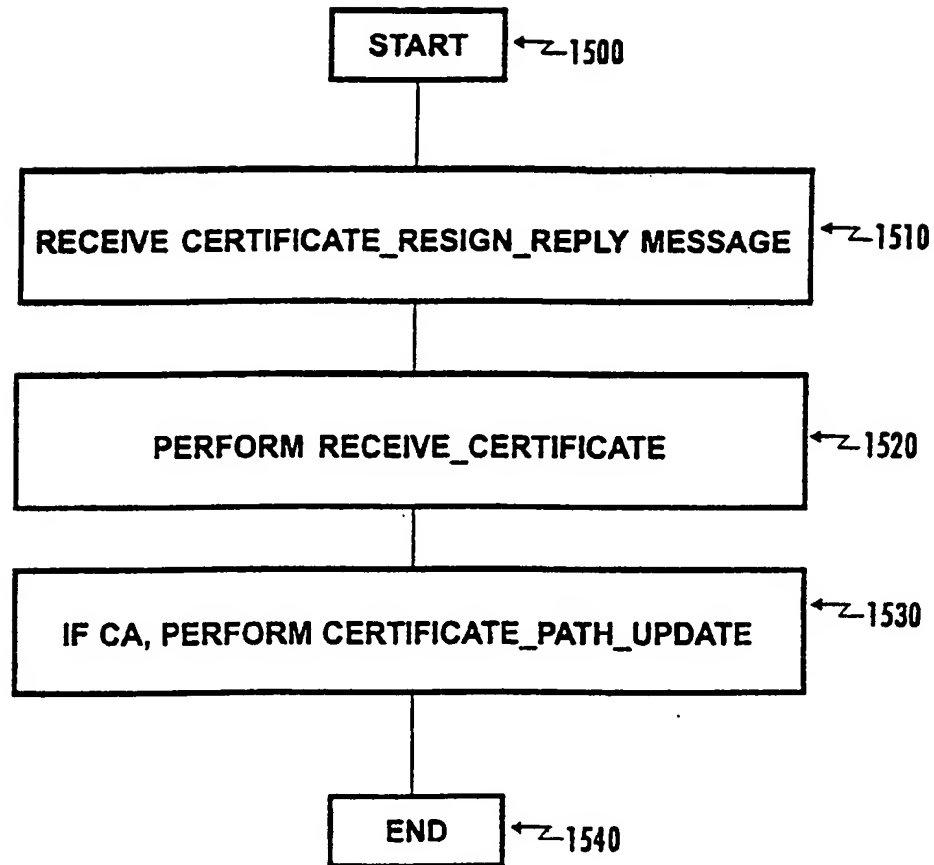 START
1500
RECEIVE CERTIFICATE_RESIGN_REPLY MESSAGE
1510
PERFORM RECEIVE_CERTIFICATE
1520
IF CA, PERFORM CERTIFICATE_PATH_UPDATE
1530
END
1540